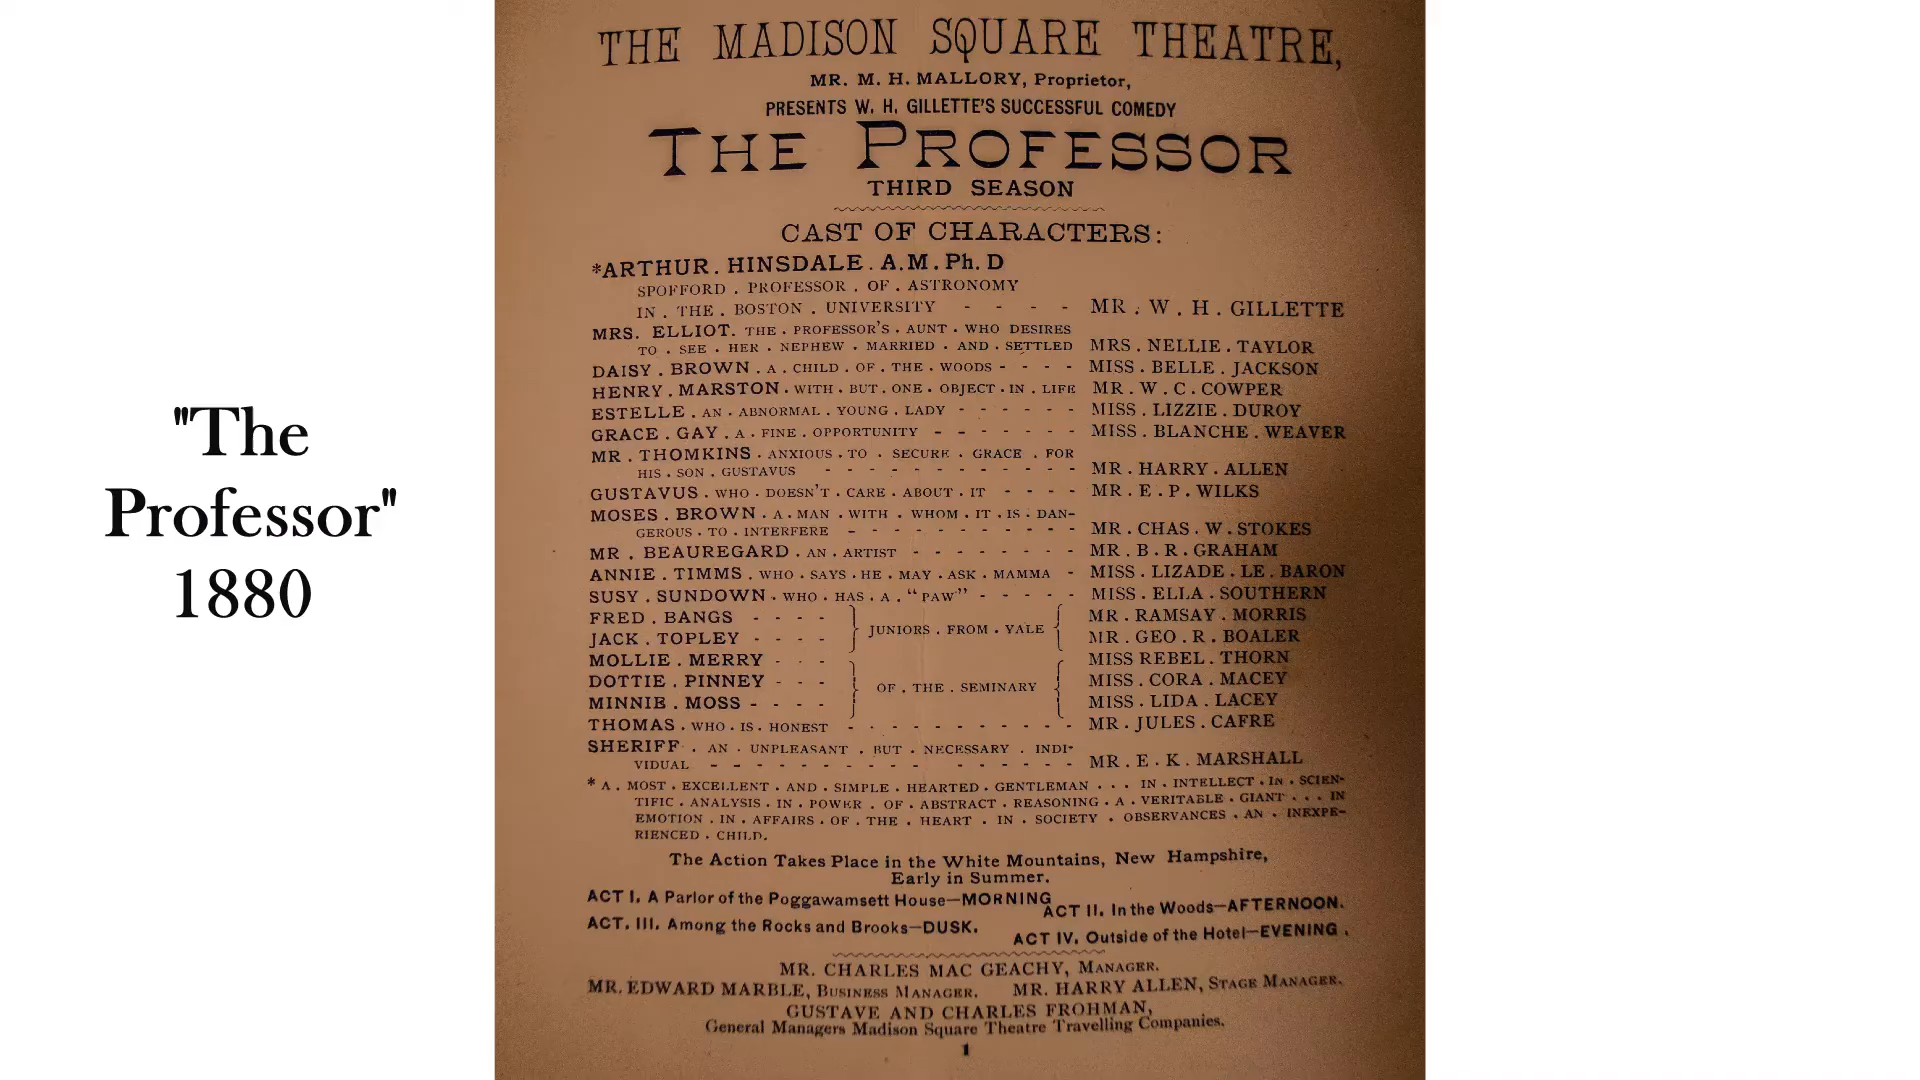 "The
Professor"
1880
THE MADISON SQUARE THEATRE,
MR. M. H. MALLORY, Proprietor,
PRESENTS W. H. GILLETTE'S SUCCESSFUL COMEDY
THE PROFESSOR
THIRD SEASON
CAST OF CHARACTERS:
*ARTHUR. HINSDALE. A.M. Ph. D
SPOFFORD . PROFESSOR . OF . ASTRONOMY
IN . THE . BOSTON . UNIVERSITY - - - - MR. W . H . GILLETTE
MRS. ELLIOT. THE . PROFESSOR'S . AUNT . WHO DESIRES
TO . SEE . HER . NEPHEW . MARRIED . AND . SETTLED MRS . NELLIE . TAYLOR
DAISY . BROWN . A . CHILD . OF . THE . WOODS - - - - MISS . BELLE . JACKSON
HENRY . MARSTON . WITH . BUT . ONE . OBJECT . IN . LIFE MR . W . C . COWPER
ESTELLE . AN . ABNORMAL . YOUNG . LADY - - - - - - MISS . LIZZIE . DUROY
GRACE . GAY . A . FINE . OPPORTUNITY - - - - - - - MISS . BLANCHE . WEAVER
MR . THOMKINS . ANXIOUS . TO . SECURE . GRACE . FOR
HIS . SON . GUSTAVUS - - - - - - - - - - - MR . HARRY . ALLEN
GUSTAVUS . WHO . DOESN'T . CARE . ABOUT . IT - - - - MR . E . P . WILKS
MOSES . BROWN . A . MAN . WITH . WHOM . IT . IS . DAN-
GEROUS . TO . INTERFERE - - - - - - - - - - MR . CHAS . W . STOKES
MR . BEAUREGARD . AN . ARTIST - - - - - - - - MR . B . R . GRAHAM
ANNIE . TIMMS . WHO . SAYS . HE . MAY . ASK . MAMMA - MISS . LIZADE . LE . BARON
SUSY . SUNDOWN . WHO . HAS . A . "PAW" - - - - - MISS . ELLA . SOUTHERN
FRED . BANGS - - - - MR . RAMSAY . MORRIS
JUNIORS . FROM . YALE
JACK . TOPLEY - - - - MR . GEO . R . BOALER
MOLLIE . MERRY - - - MISS REBEL . THORN
DOTTIE . PINNEY - - - OF . THE . SEMINARY MISS . CORA . MACEY
MINNIE . MOSS - - - - MISS . LIDA . LACEY
THOMAS . WHO . IS . HONEST - - - - - - - - - - MR . JULES . CAFRE
SHERIFF . AN . UNPLEASANT . BUT . NECESSARY . INDI-
VIDUAL - - - - - - - - - - - - - - - - MR . E . K . MARSHALL
* A . MOST . EXCELLENT . AND . SIMPLE . HEARTED . GENTLEMAN . . . IN . INTELLECT . IN . SCIEN-
TIFIC . ANALYSIS . IN . POWER . OF . ABSTRACT . REASONING . A . VERITABLE . GIANT . . . IN
EMOTION . IN . AFFAIRS . OF . THE . HEART . IN . SOCIETY . OBSERVANCES . AN . INEXPE-
RIENCED . CHILD.
The Action Takes Place in the White Mountains, New Hampshire,
Early in Summer.
ACT I. A Parlor of the Poggawamsett House—MORNING
ACT II. In the Woods—AFTERNOON.
ACT. III. Among the Rocks and Brooks—DUSK.
ACT IV. Outside of the Hotel—EVENING .
MR. CHARLES MAC GEACHY, MANAGER.
MR. EDWARD MARBLE, BUSINESS MANAGER. MR. HARRY ALLEN, STAGE MANAGER.
GUSTAVE AND CHARLES FROHMAN,
General Managers Madison Square Theatre Travelling Companies.
1